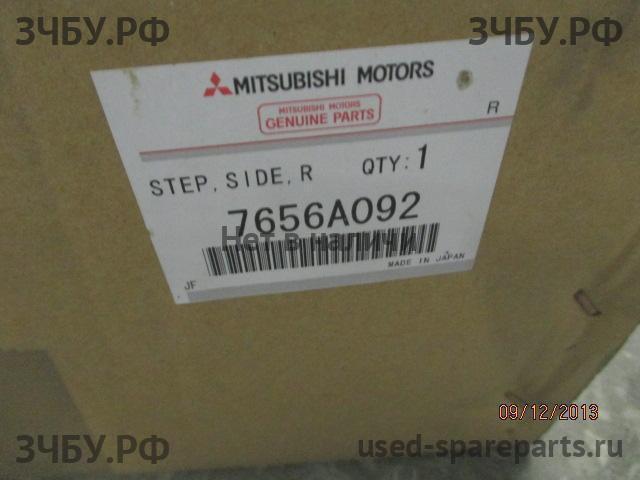 ЗЧБУ.РФ
ЗЧБУ.РФ
MITSUBISHI MOTORS
MITSUBISHI MOTORS
GENUINE PARTS
R
STEP, SIDE, R QTY: 1
7656A092
Нет в наличии
MADE IN JAPAN
JF
09/12/2013
ЗЧБУ.РФ
used-spareparts.ru